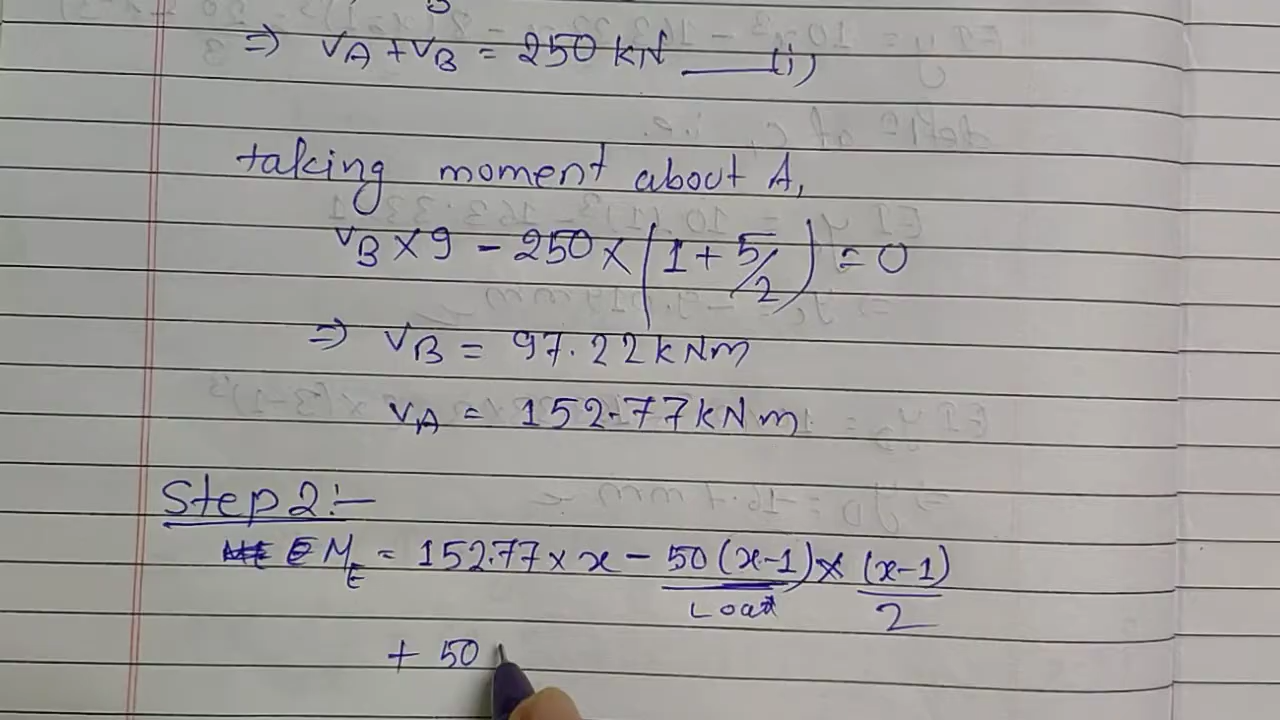 ⇒ VA + VB = 250 kN ——(i)
taking moment about A,
VB × 9 - 250 × (1 + 5/2) = 0
⇒ VB = 97.22 kNm
VA = 152.77 kNm
Step 2:-
ME = 152.77 × x - 50 (x-1) × (x-1)/2
Load
+ 50